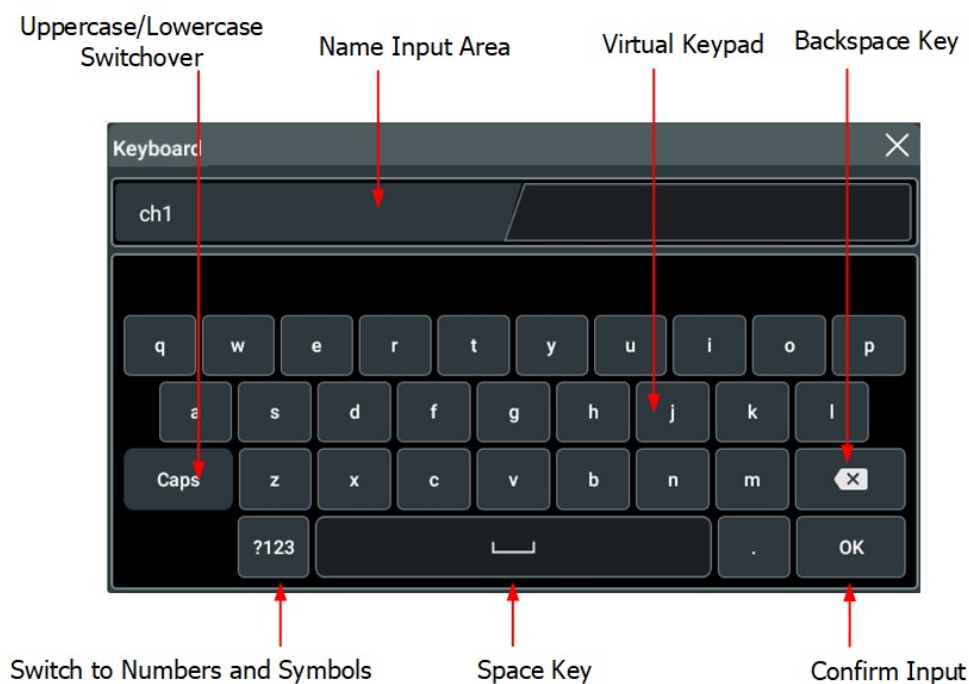 Uppercase/Lowercase
Switchover
Name Input Area
Virtual Keypad
Backspace Key
Keyboard
ch1
q w e r t y u i o p
a s d f g h j k l
Caps z x c v b n m
?123 . OK
Switch to Numbers and Symbols
Space Key
Confirm Input